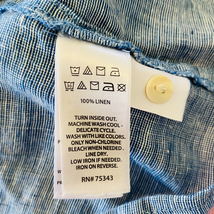 100% LINEN
TURN INSIDE OUT.
MACHINE WASH COOL -
DELICATE CYCLE.
WASH WITH LIKE COLORS.
ONLY NON-CHLORINE
BLEACH WHEN NEEDED.
LINE DRY.
LOW IRON IF NEEDED.
IRON ON REVERSE.
RN# 75343